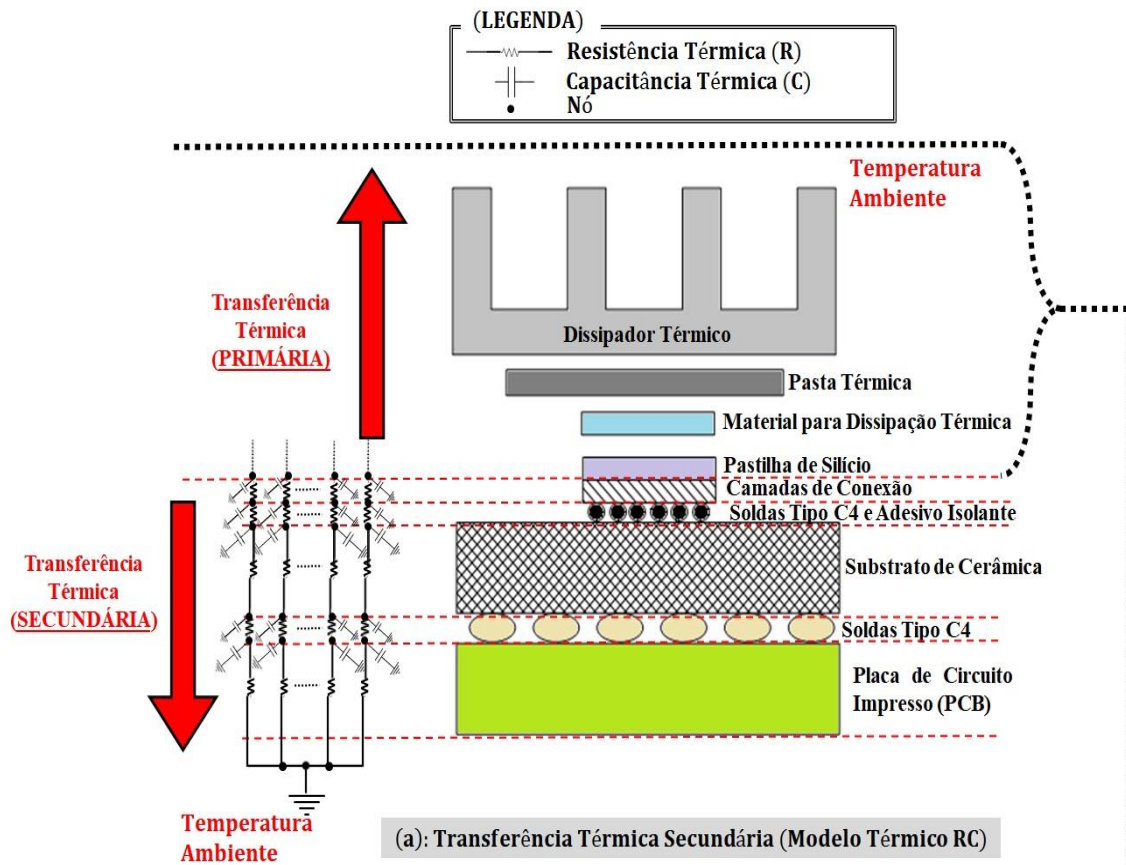 (LEGENDA)
Resistência Térmica (R)
Capacitância Térmica (C)
Nó
Temperatura
Ambiente
Transferência
Térmica
(PRIMÁRIA)
Dissipador Térmico
Pasta Térmica
Material para Dissipação Térmica
Pastilha de Silício
Camadas de Conexão
Soldas Tipo C4 e Adesivo Isolante
Transferência
Térmica
(SECUNDÁRIA)
Substrato de Cerâmica
Soldas Tipo C4
Placa de Circuito
Impresso (PCB)
Temperatura
Ambiente
(a): Transferência Térmica Secundária (Modelo Térmico RC)